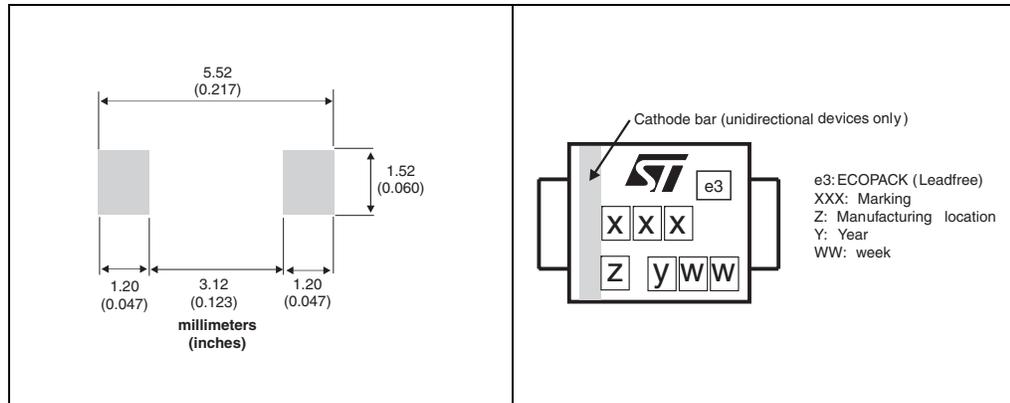 5.52
(0.217)
1.52
(0.060)
1.20
(0.047)
3.12
(0.123)
1.20
(0.047)
millimeters
(inches)
Cathode bar (unidirectional devices only)
ST
e3
x x x
z y w w
e3: ECOPACK (Leadfree)
XXX: Marking
Z: Manufacturing location
Y: Year
WW: week